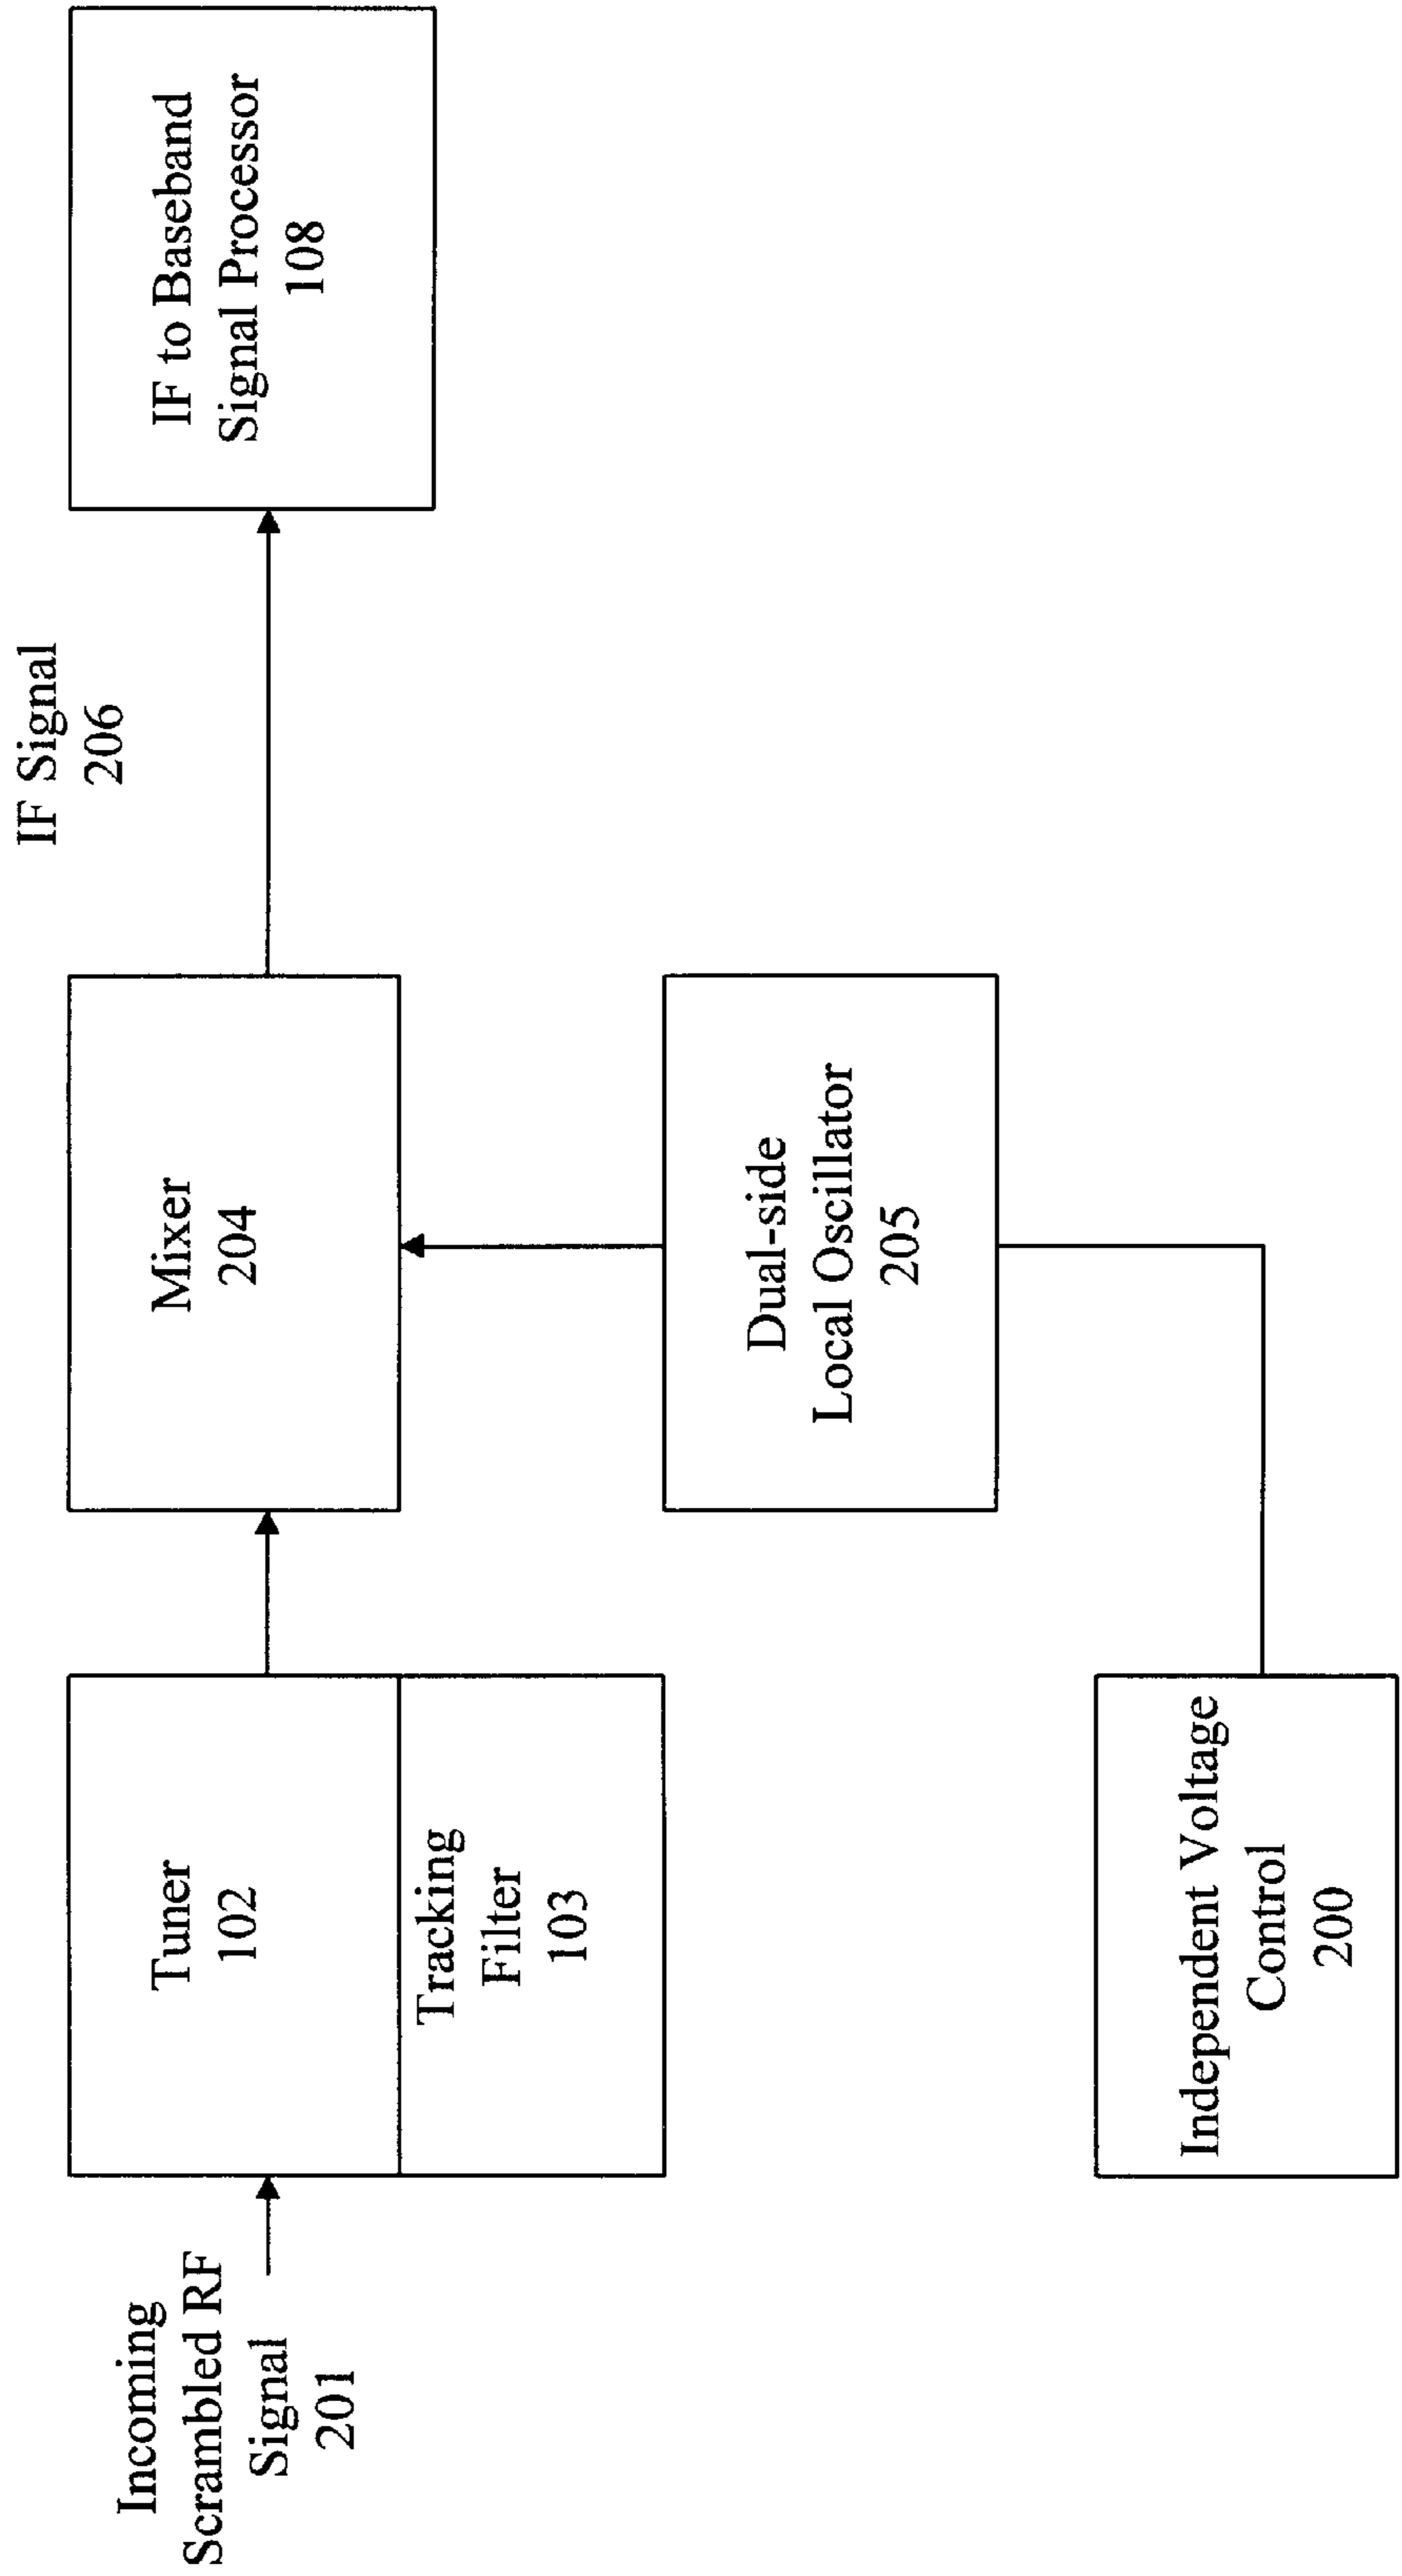 Incoming
Scrambled RF
Signal
201
Tuner
102
Tracking
Filter
103
Mixer
204
IF Signal
206
IF to Baseband
Signal Processor
108
Dual-side
Local Oscillator
205
Independent Voltage
Control
200